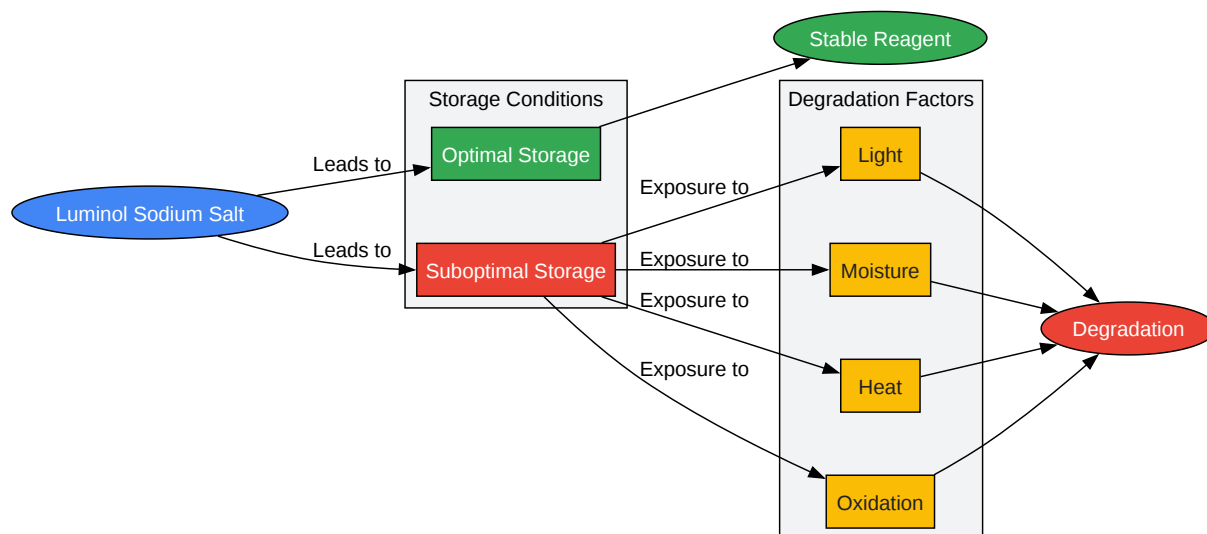 Stable Reagent
Storage Conditions
Degradation Factors
Optimal Storage
Light
Leads to
Exposure to
Luminol Sodium Salt
Leads to
Suboptimal Storage
Exposure to
Moisture
Exposure to
Degradation
Exposure to
Heat
Oxidation